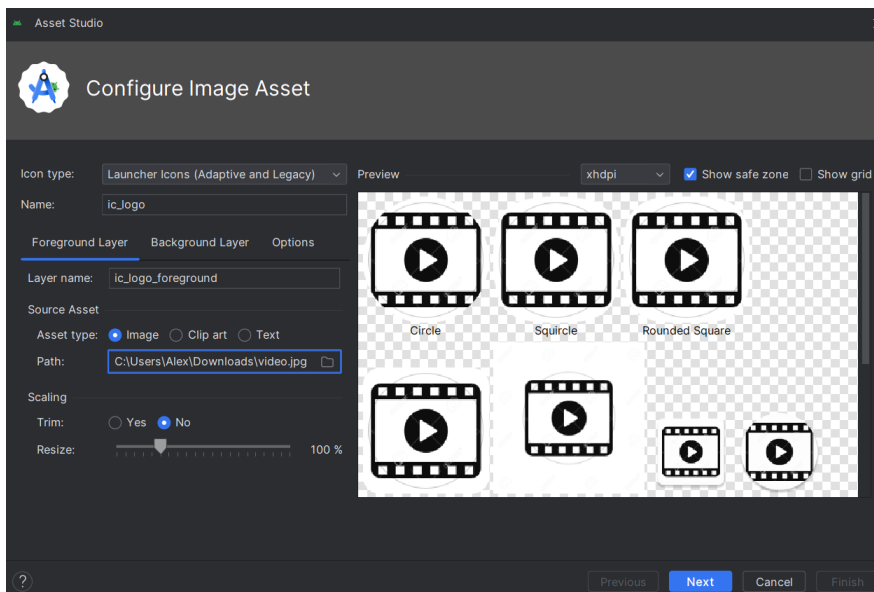 Asset Studio
Configure Image Asset
Icon type: Launcher Icons (Adaptive and Legacy) Preview xhdpi Show safe zone Show grid
Name: ic_logo
Foreground Layer Background Layer Options
Layer name: ic_logo_foreground
Source Asset
Asset type: Image Clip art Text
Circle Squircle Rounded Square
Path: C:\Users\Alex\Downloads\video.jpg
Scaling
Trim: Yes No
Resize: 100 %
? Previous Next Cancel Finish